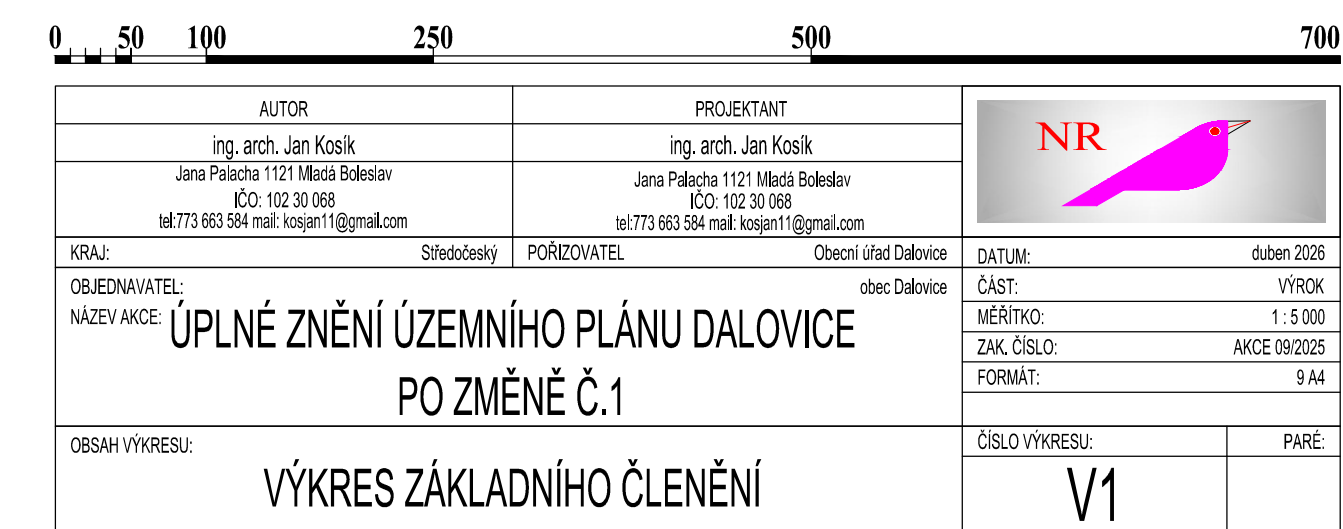 0 50 100 250 500 700
AUTOR
ing. arch. Jan Kosík
Jana Palacha 1121 Mladá Boleslav
IČO: 102 30 068
tel:773 663 584 mail: kosjan11@gmail.com
PROJEKTANT
ing. arch. Jan Kosík
Jana Palacha 1121 Mladá Boleslav
IČO: 102 30 068
tel:773 663 584 mail: kosjan11@gmail.com
NR
KRAJ: Středočeský
POŘIZOVATEL Obecní úřad Dalovice
OBJEDNAVATEL: obec Dalovice
NÁZEV AKCE: ÚPLNÉ ZNĚNÍ ÚZEMNÍHO PLÁNU DALOVICE
PO ZMĚNĚ Č.1
DATUM: duben 2026
ČÁST: VÝROK
MĚŘÍTKO: 1 : 5 000
ZAK. ČÍSLO: AKCE 09/2025
FORMÁT: 9 A4
OBSAH VÝKRESU:
VÝKRES ZÁKLADNÍHO ČLENĚNÍ
ČÍSLO VÝKRESU:
V1
PARÉ: